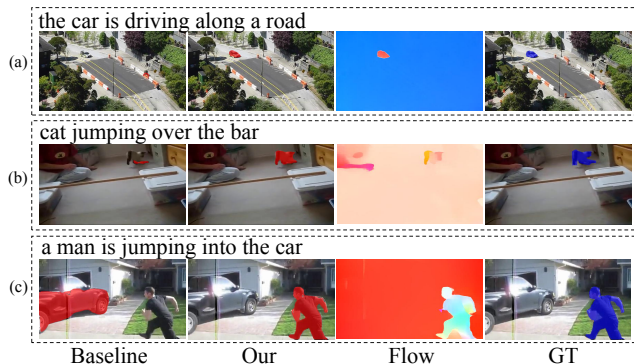 the car is driving along a road
(a)
cat jumping over the bar
(b)
a man is jumping into the car
(c)
Baseline Our Flow GT